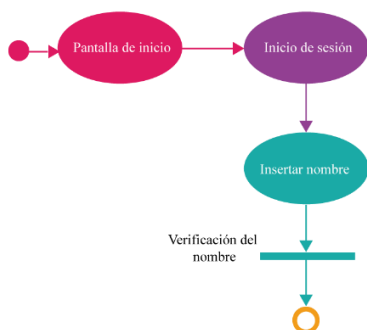 Pantalla de inicio
Inicio de sesión
Insertar nombre
Verificación del
nombre